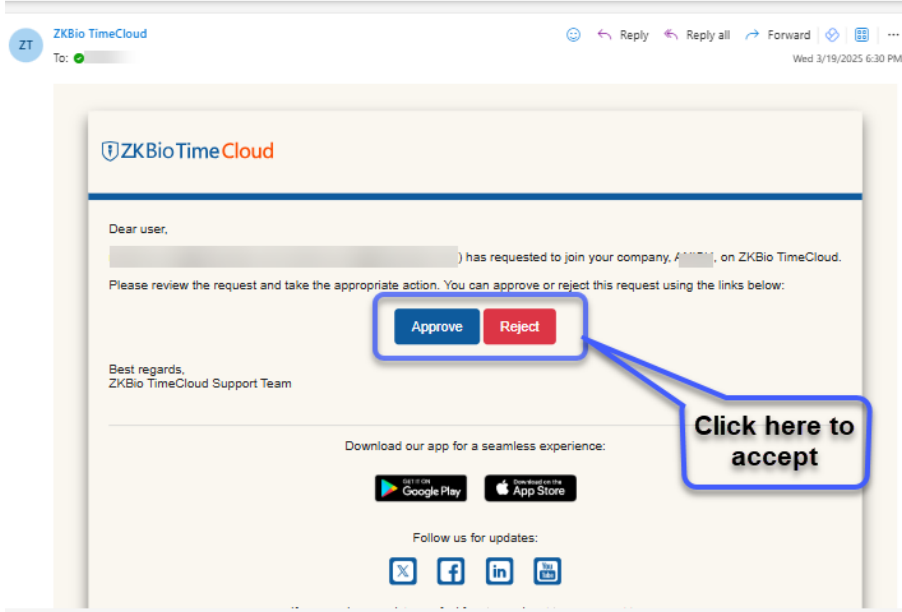 ZKBio TimeCloud
Reply
Reply all
Forward
ZT
To:
Wed 3/19/2025 6:30 PM
ZKBioTime Cloud
Dear user,
) has requested to join your company, , on ZKBio TimeCloud.
Please review the request and take the appropriate action. You can approve or reject this request using the links below:
Approve
Reject
Best regards,
ZKBio TimeCloud Support Team
Click here to
accept
Download our app for a seamless experience:
GET IT ON
Google Play
Download on the
App Store
Follow us for updates:
You
Tube